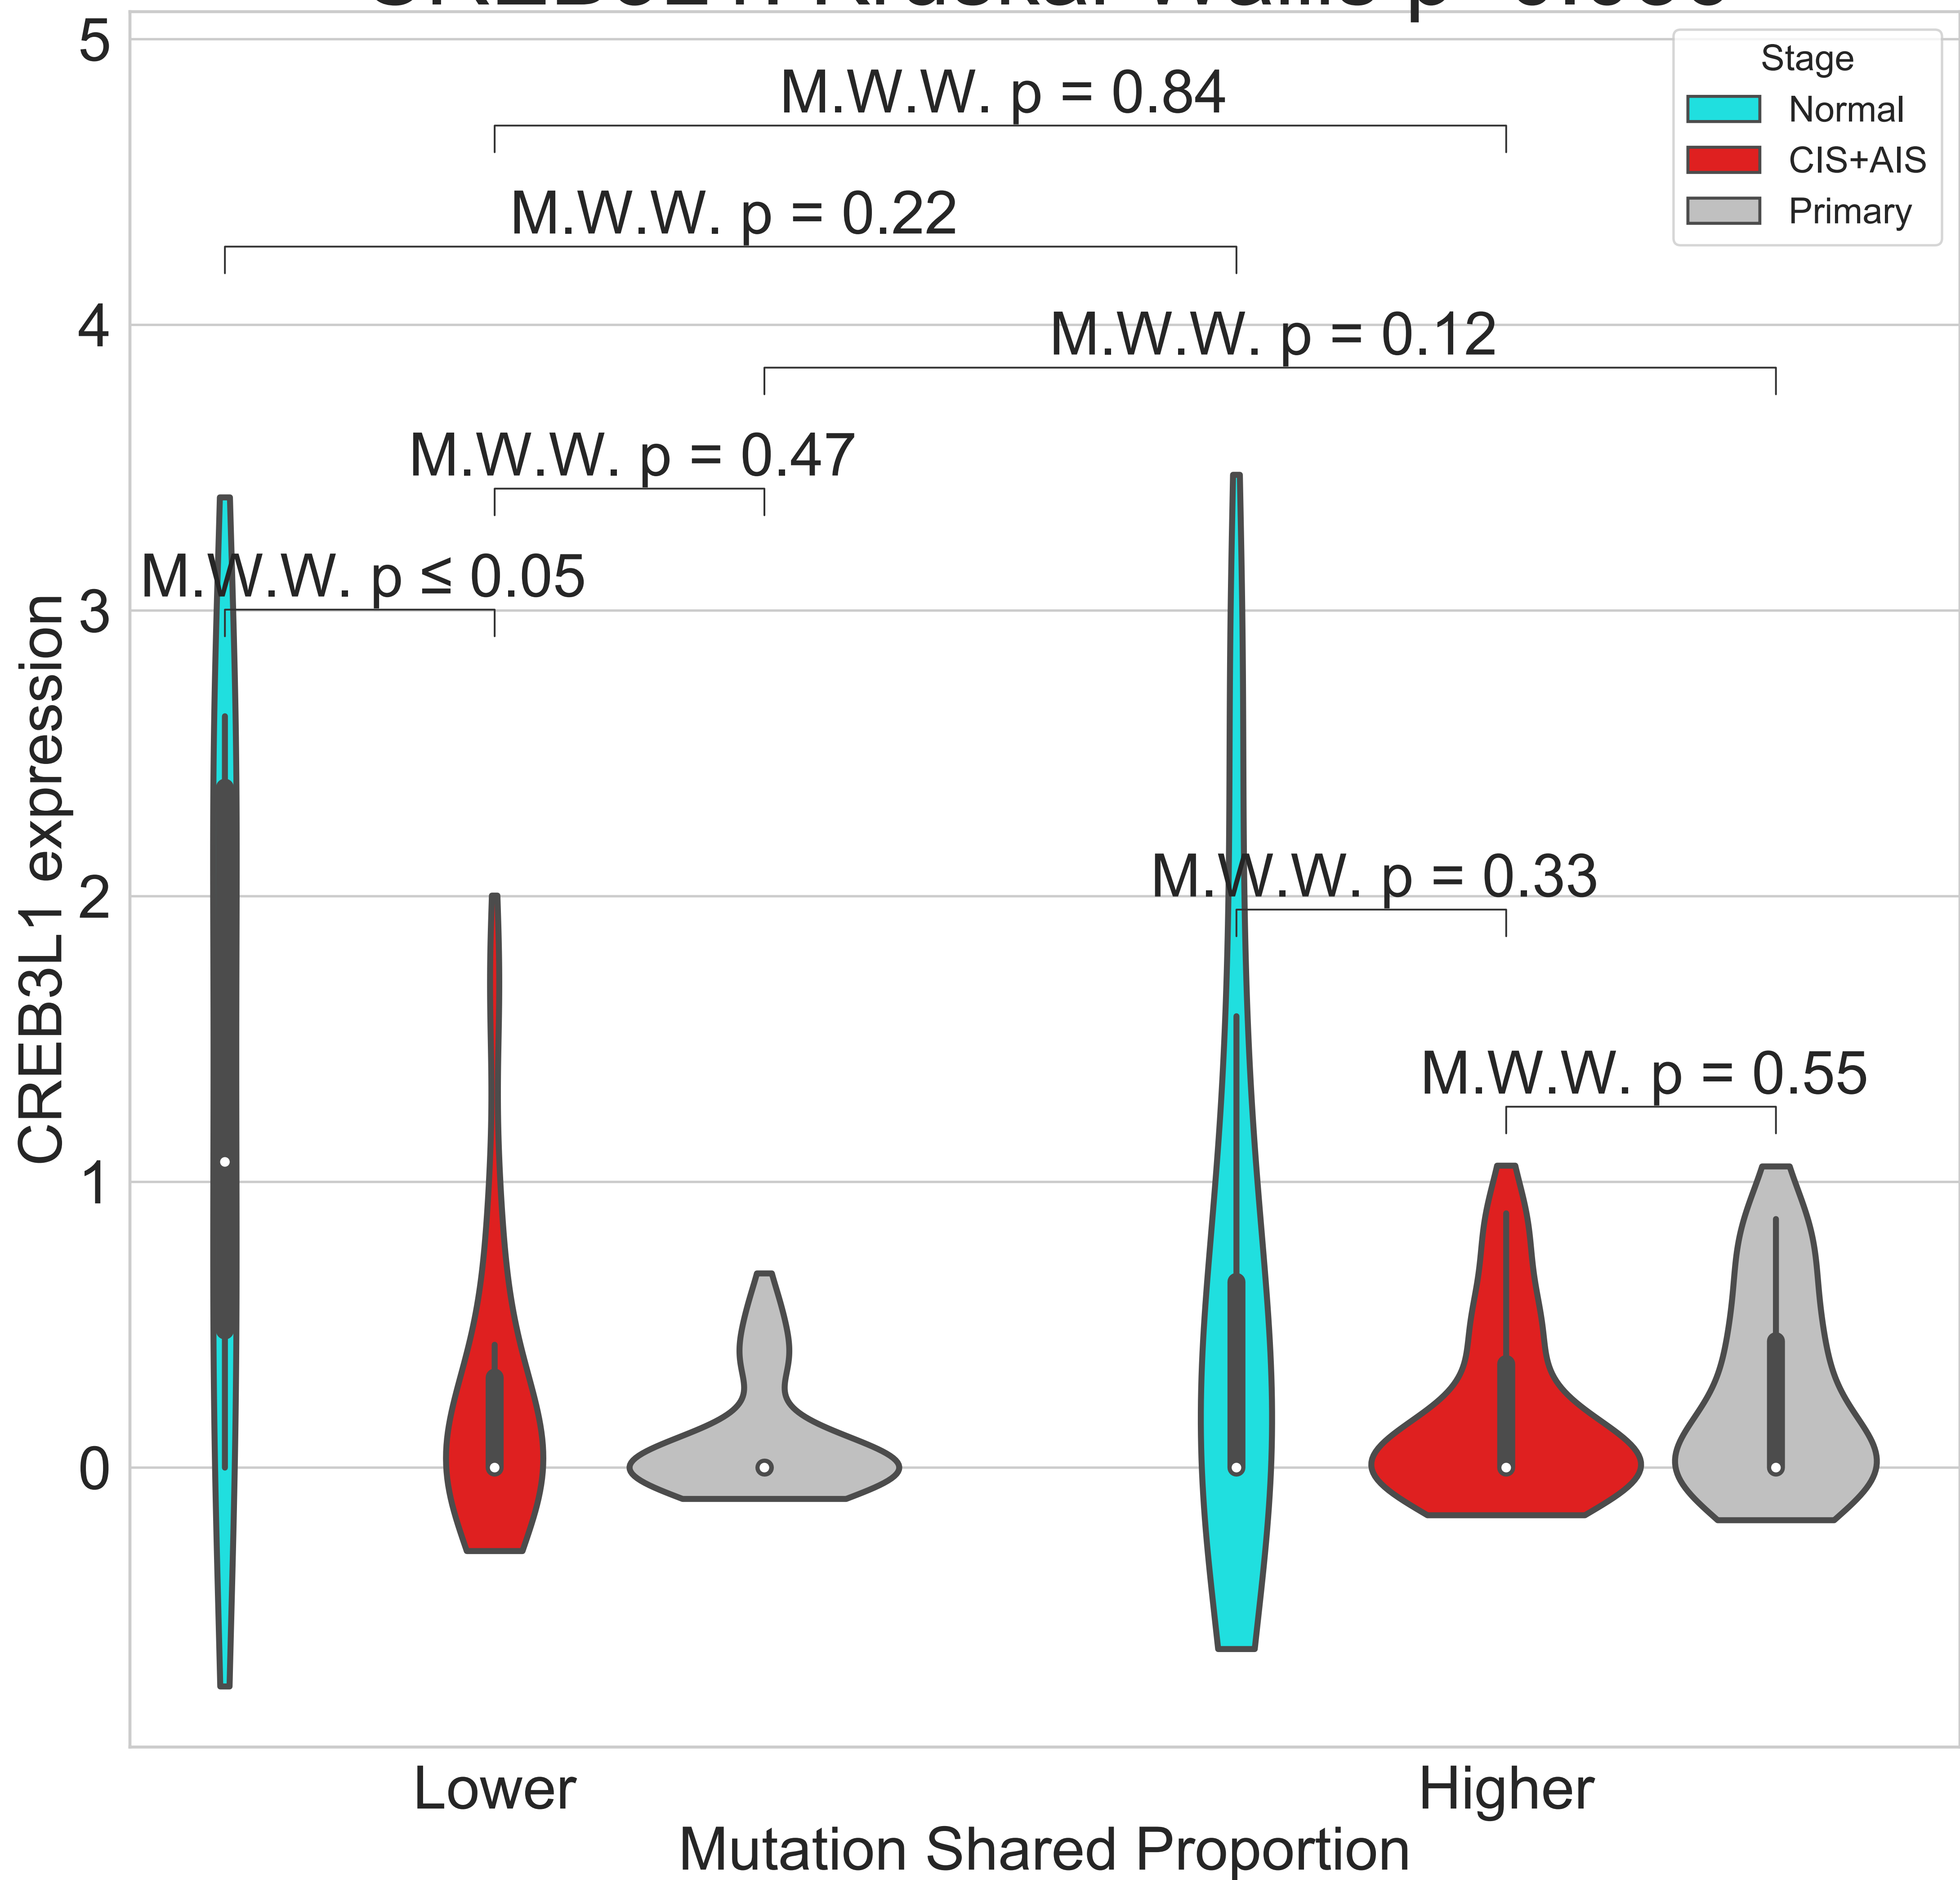 5
Stage
Normal
CIS+AIS
Primary
M.W.W. p = 0.84
M.W.W. p = 0.22
4
M.W.W. p = 0.12
M.W.W. p = 0.47
M.W.W. p ≤ 0.05
3
CREB3L1 expression
M.W.W. p = 0.33
2
M.W.W. p = 0.55
1
0
Lower
Higher
Mutation Shared Proportion